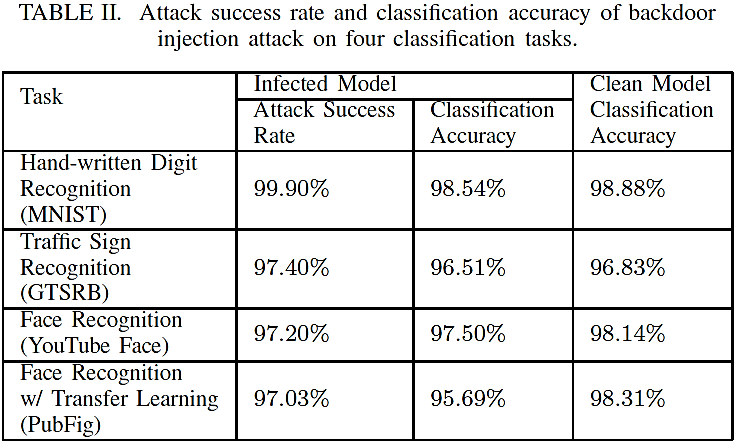 TABLE II. Attack success rate and classification accuracy of backdoor
injection attack on four classification tasks.
Task
Infected Model
Attack Success
Rate
Classification
Accuracy
Clean Model
Classification
Accuracy
Hand-written Digit
Recognition
(MNIST)
99.90%
98.54%
98.88%
Traffic Sign
Recognition
(GTSRB)
97.40%
96.51%
96.83%
Face Recognition
(YouTube Face)
97.20%
97.50%
98.14%
Face Recognition
w/ Transfer Learning
(PubFig)
97.03%
95.69%
98.31%